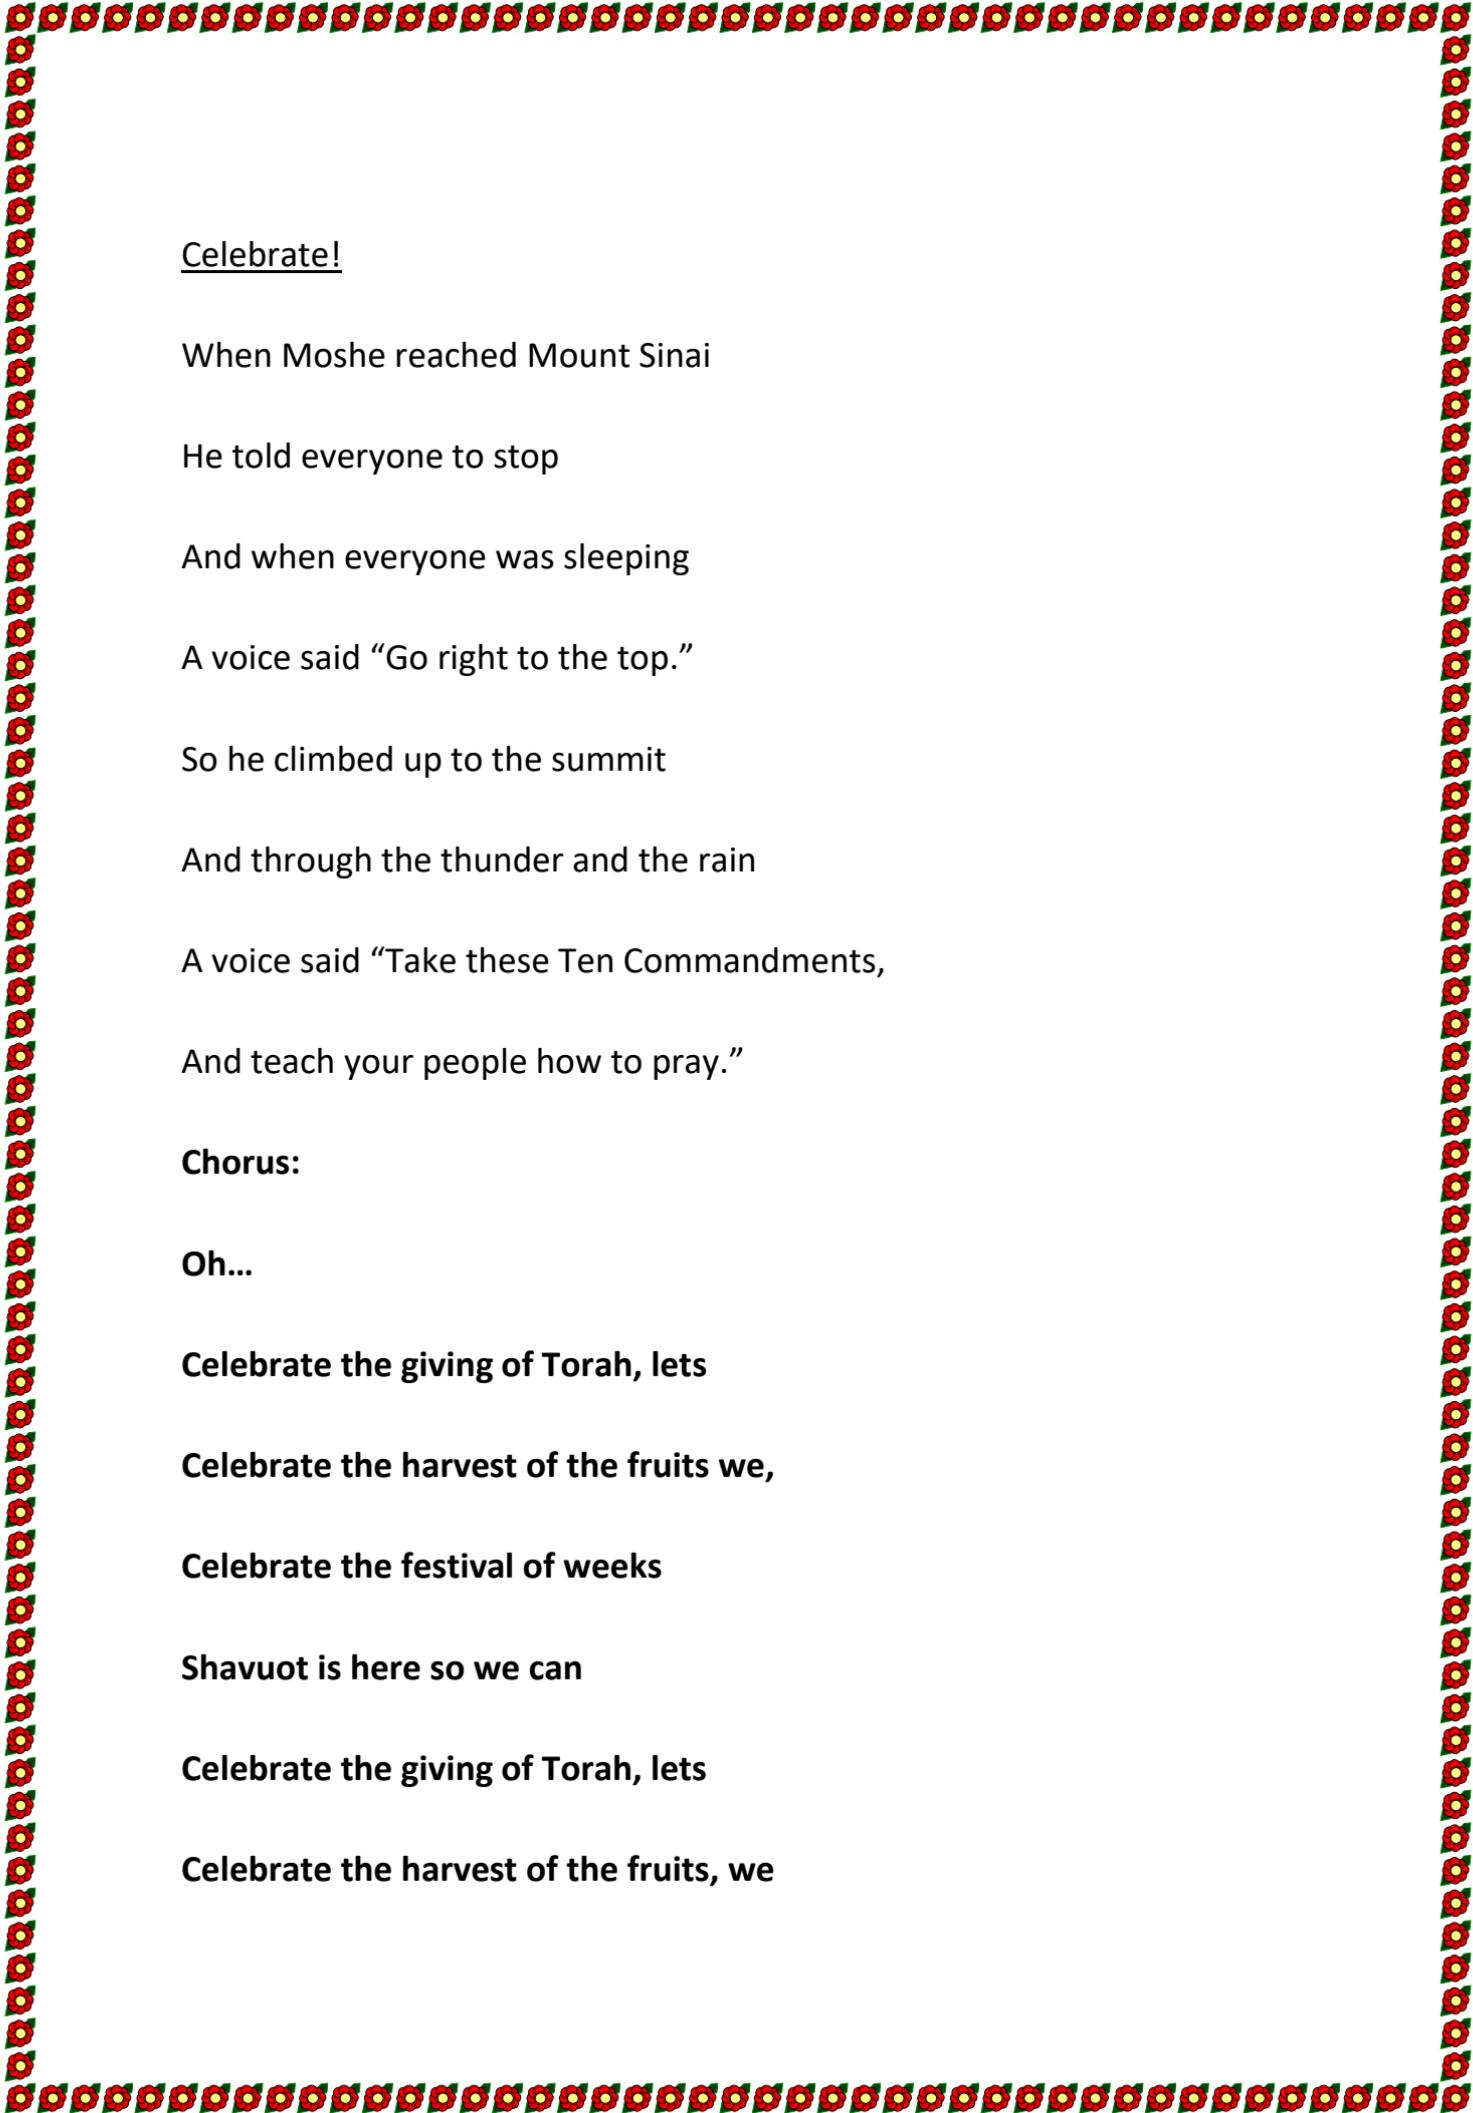 Celebrate!
When Moshe reached Mount Sinai
He told everyone to stop
And when everyone was sleeping
A voice said “Go right to the top.”
So he climbed up to the summit
And through the thunder and the rain
A voice said “Take these Ten Commandments,
And teach your people how to pray.”
Chorus:
Oh…
Celebrate the giving of Torah, lets
Celebrate the harvest of the fruits we,
Celebrate the festival of weeks
Shavuot is here so we can
Celebrate the giving of Torah, lets
Celebrate the harvest of the fruits, we